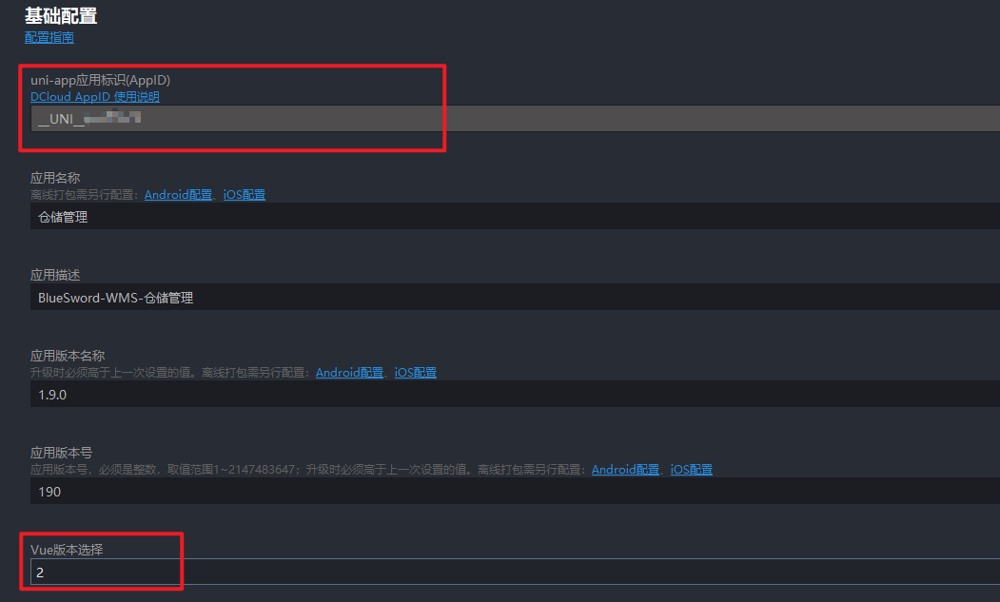 基础配置
配置指南
uni-app应用标识(AppID)
DCloud AppID 使用说明
__UNI__
应用名称
离线打包需另行配置：Android配置、iOS配置
仓储管理
应用描述
BlueSword-WMS-仓储管理
应用版本名称
升级时必须高于上一次设置的值。离线打包需另行配置：Android配置、iOS配置
1.9.0
应用版本号
应用版本号，必须是整数，取值范围1~2147483647；升级时必须高于上一次设置的值。离线打包需另行配置：Android配置、iOS配置
190
Vue版本选择
2